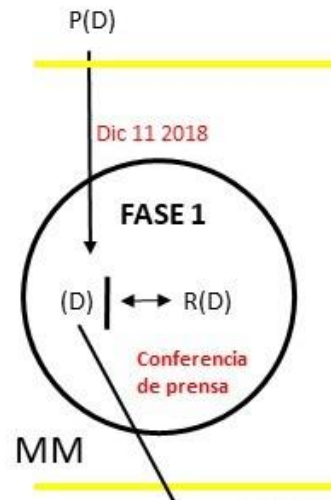 P(D)
Dic 11 2018
FASE 1
(D) R(D)
Conferencia
de prensa
MM